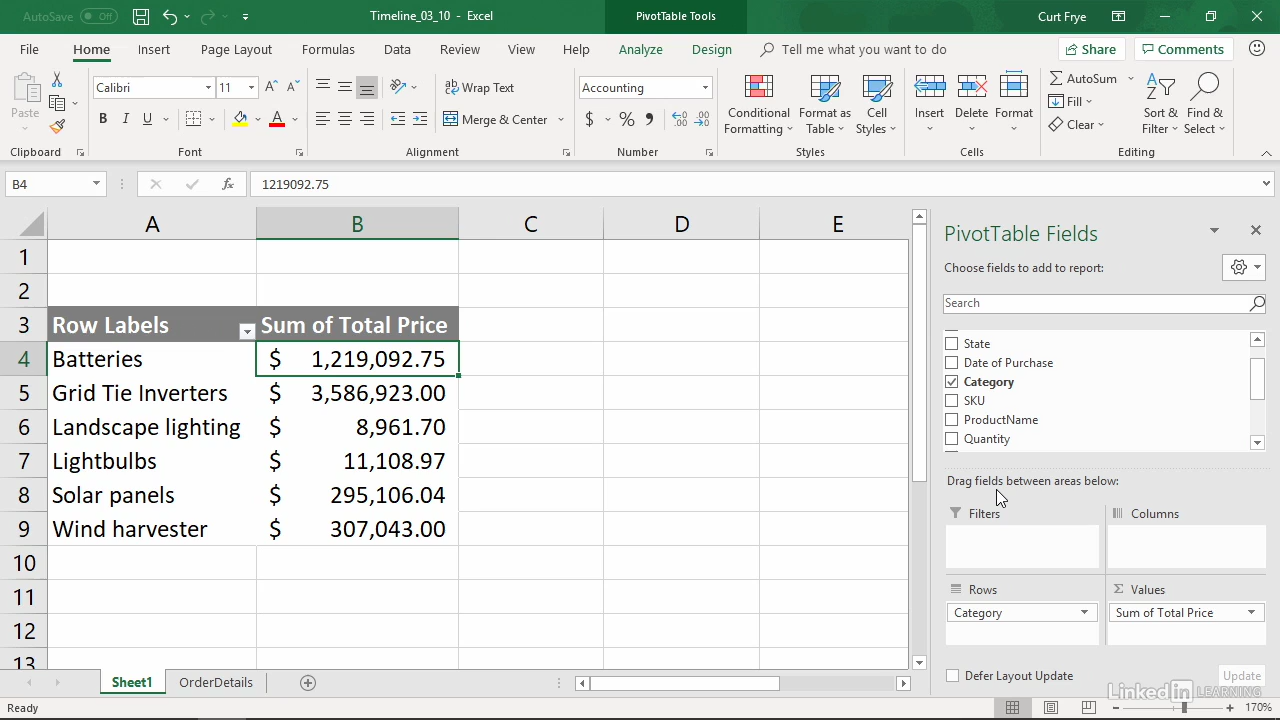 AutoSave Off
Timeline_03_10 - Excel
PivotTable Tools
Curt Frye
File Home Insert Page Layout Formulas Data Review View Help Analyze Design Tell me what you want to do Share Comments
Paste
Calibri 11
B I U A
Wrap Text
Merge & Center
Accounting
$ % 9
Conditional Formatting
Format as Table
Cell Styles
Insert Delete Format
AutoSum
Fill
Clear
Sort & Filter
Find & Select
Clipboard Font Alignment Number Styles Cells Editing
B4 fx 1219092.75
A B C D E
1
2
3 Row Labels Sum of Total Price
4 Batteries $ 1,219,092.75
5 Grid Tie Inverters $ 3,586,923.00
6 Landscape lighting $ 8,961.70
7 Lightbulbs $ 11,108.97
8 Solar panels $ 295,106.04
9 Wind harvester $ 307,043.00
10
11
12
13
PivotTable Fields
Choose fields to add to report:
Search
State
Date of Purchase
Category
SKU
ProductName
Quantity
Drag fields between areas below:
Filters Columns
Rows Values
Category Sum of Total Price
Defer Layout Update Update
Sheet1 OrderDetails
LinkedIn LEARNING
Ready 170%